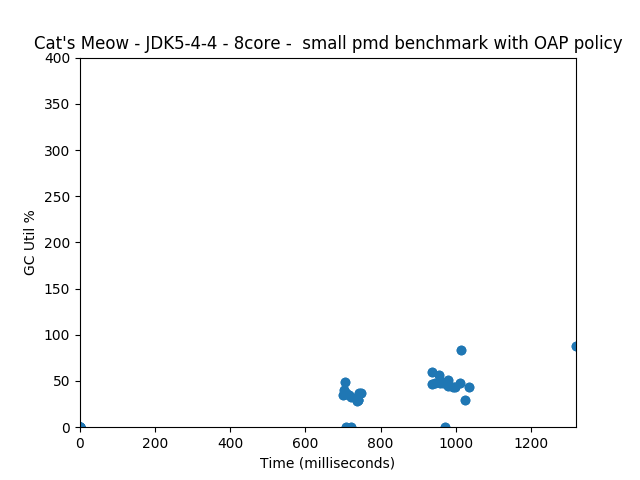 Cat's Meow - JDK5-4-4 - 8core -  small pmd benchmark with OAP policy
400
350
300
250
200
150
100
50
0
GC Util %
0 200 400 600 800 1000 1200
Time (milliseconds)